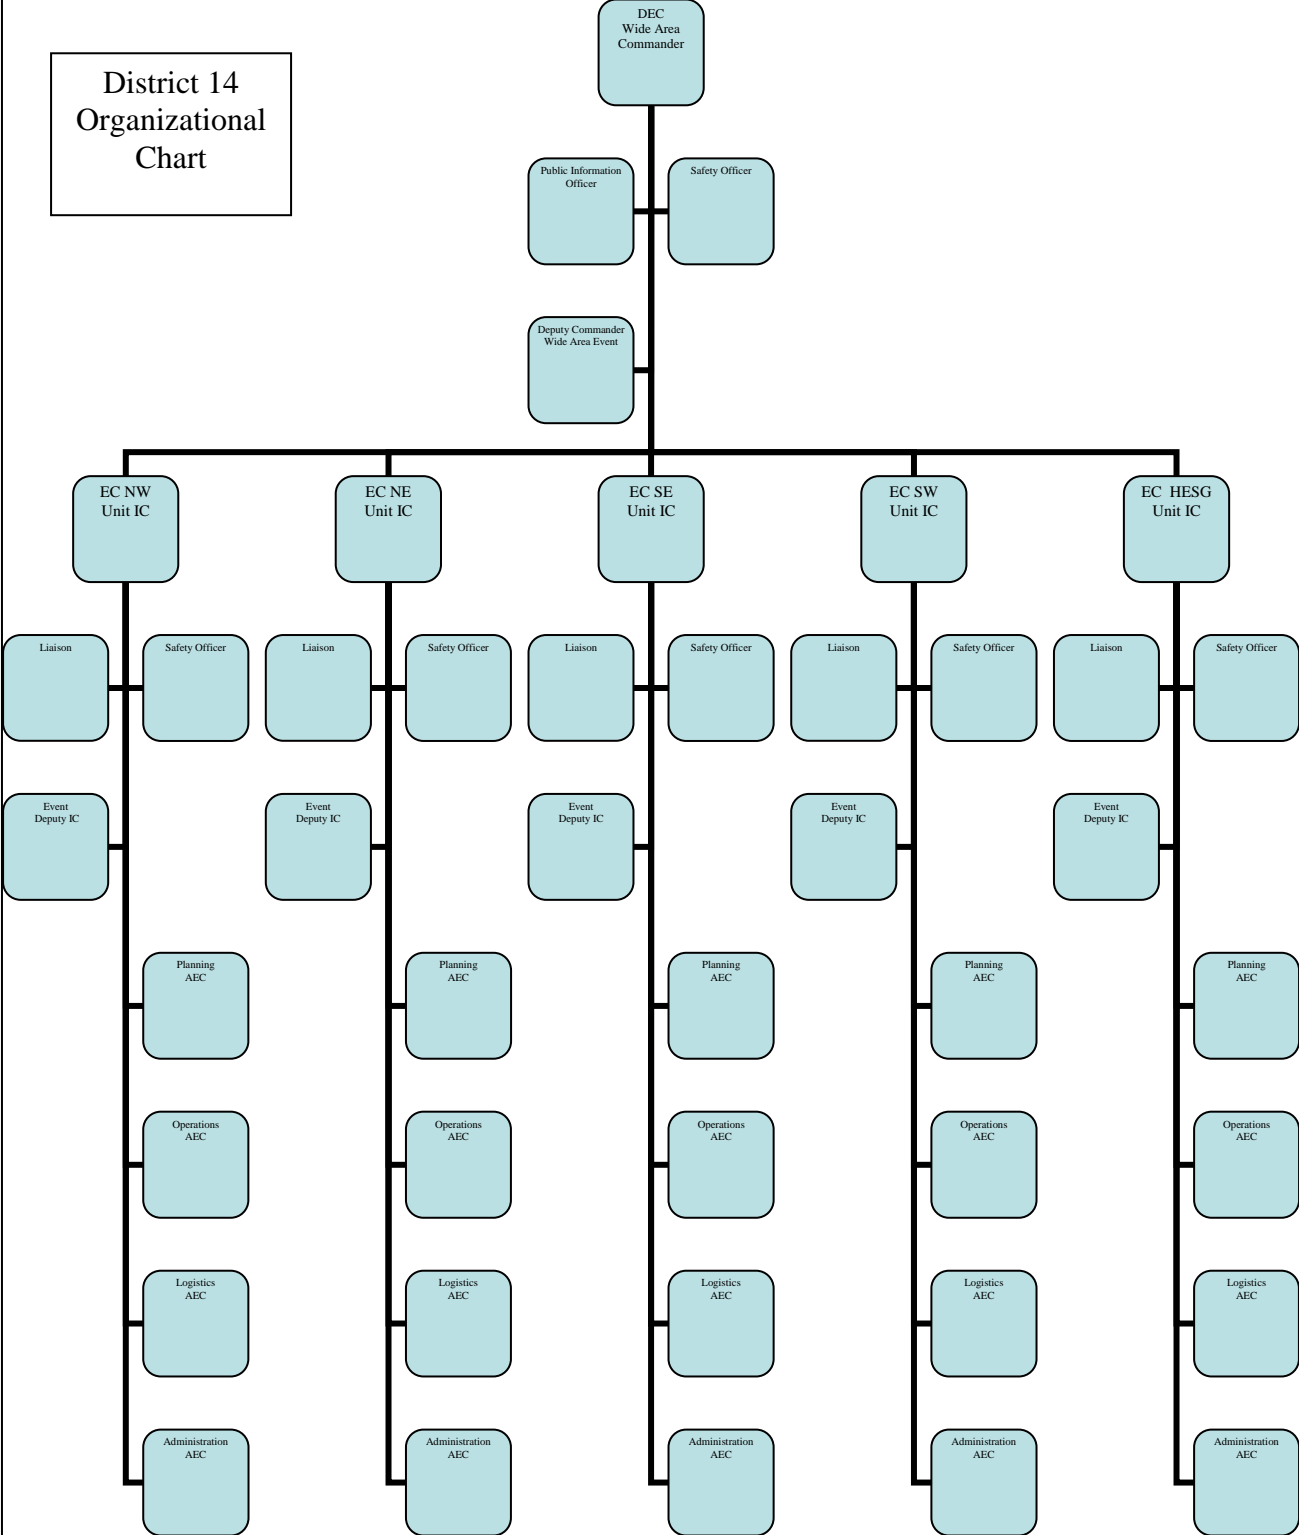 DEC
Wide Area
Commander
District 14
Organizational
Chart
Public Information
Officer
Safety Officer
Deputy Commander
Wide Area Event
EC NW
Unit IC
EC NE
Unit IC
EC SE
Unit IC
EC SW
Unit IC
EC HESG
Unit IC
Liaison
Safety Officer
Liaison
Safety Officer
Liaison
Safety Officer
Liaison
Safety Officer
Liaison
Safety Officer
Event
Deputy IC
Event
Deputy IC
Event
Deputy IC
Event
Deputy IC
Event
Deputy IC
Planning
AEC
Planning
AEC
Planning
AEC
Planning
AEC
Planning
AEC
Operations
AEC
Operations
AEC
Operations
AEC
Operations
AEC
Operations
AEC
Logistics
AEC
Logistics
AEC
Logistics
AEC
Logistics
AEC
Logistics
AEC
Administration
AEC
Administration
AEC
Administration
AEC
Administration
AEC
Administration
AEC